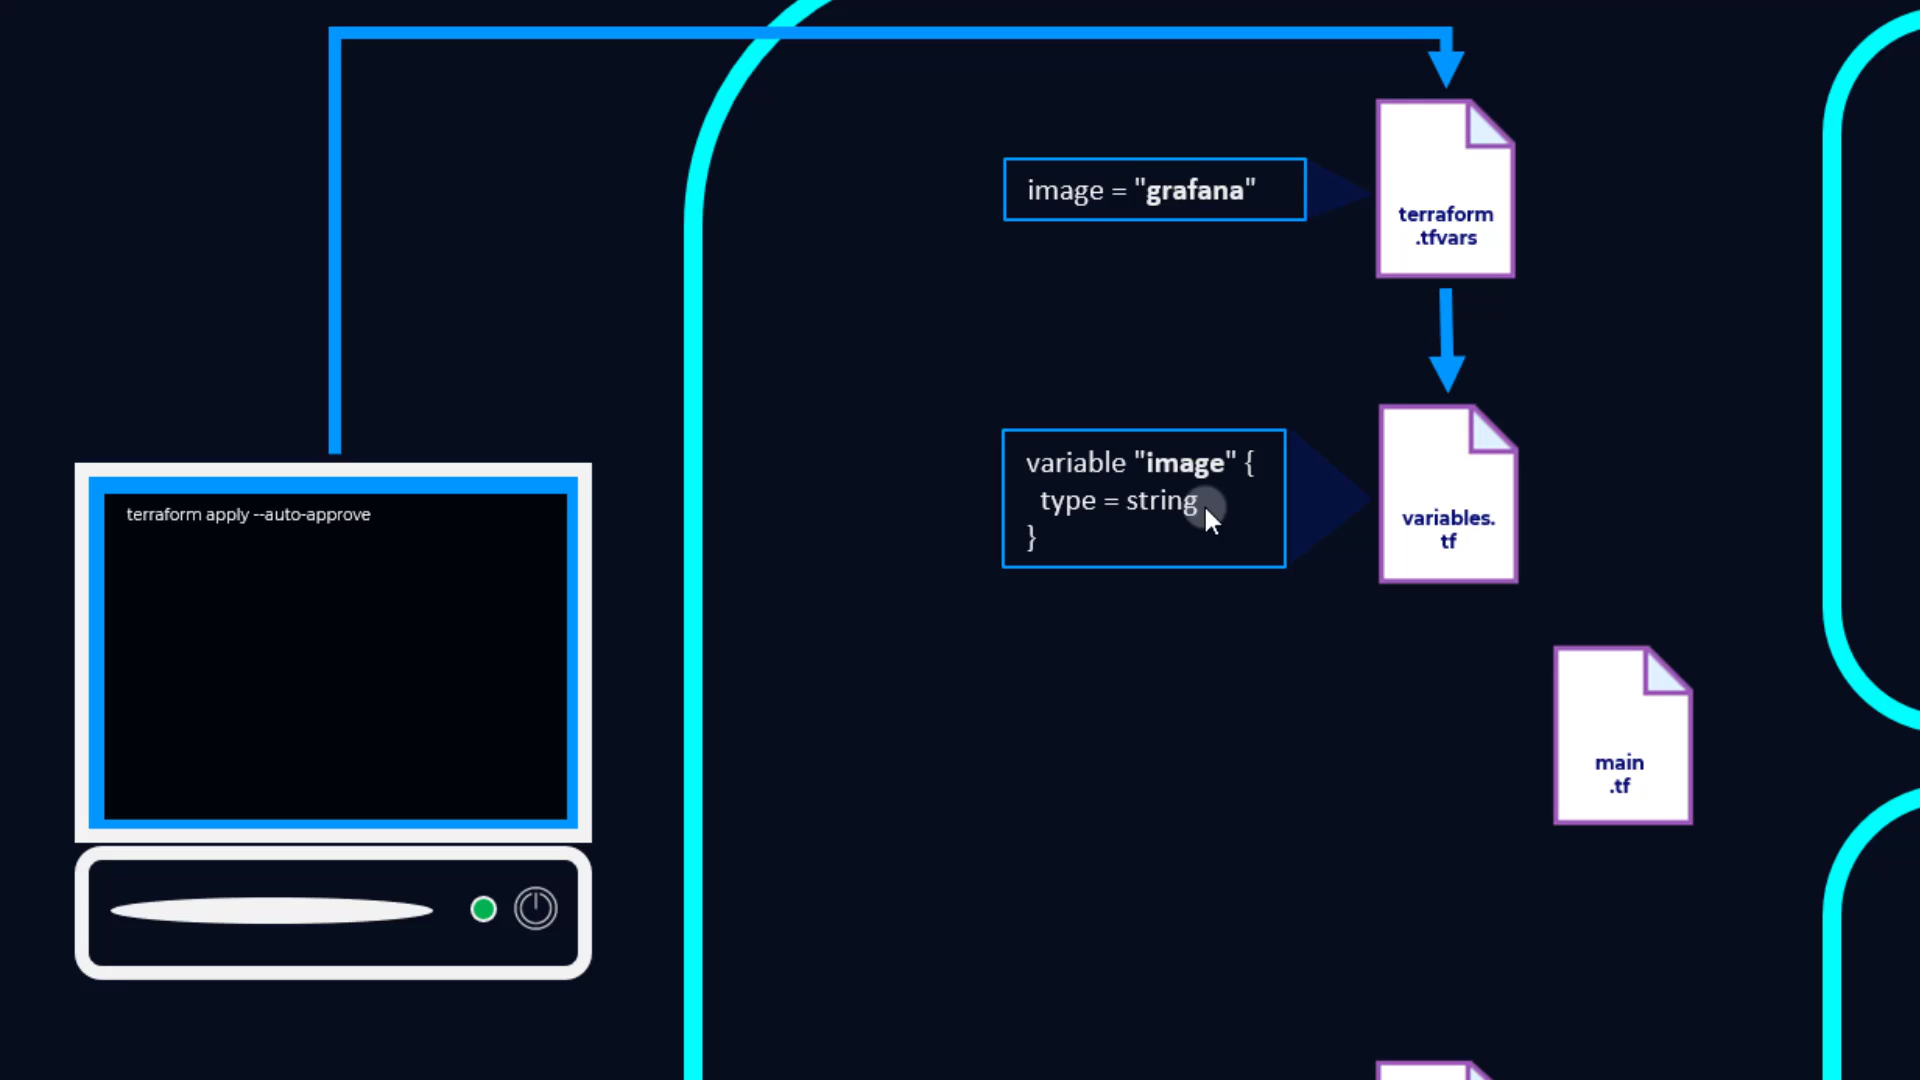 image = "grafana"
terraform
.tfvars
variable "image" {
type = string
}
variables.
tf
terraform apply --auto-approve
main
.tf